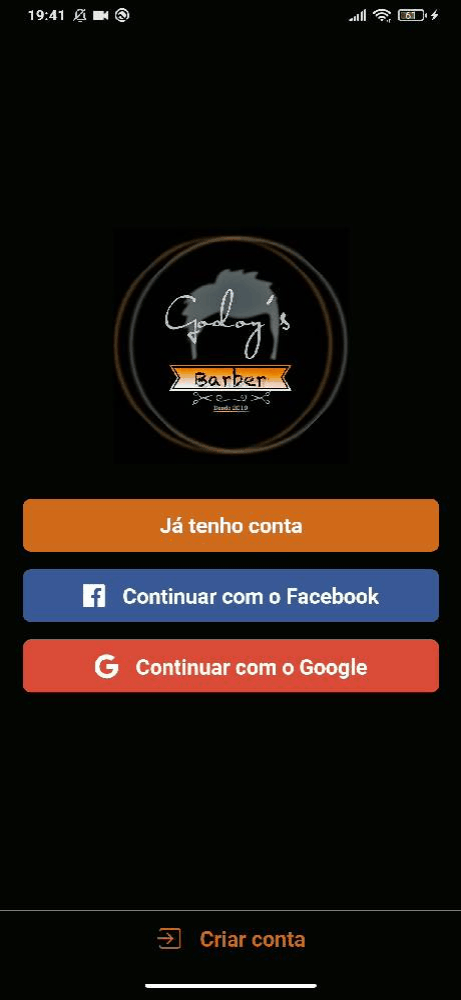 19:41
61
Godoy's
Barber
Desde 2019
Já tenho conta
Continuar com o Facebook
Continuar com o Google
Criar conta